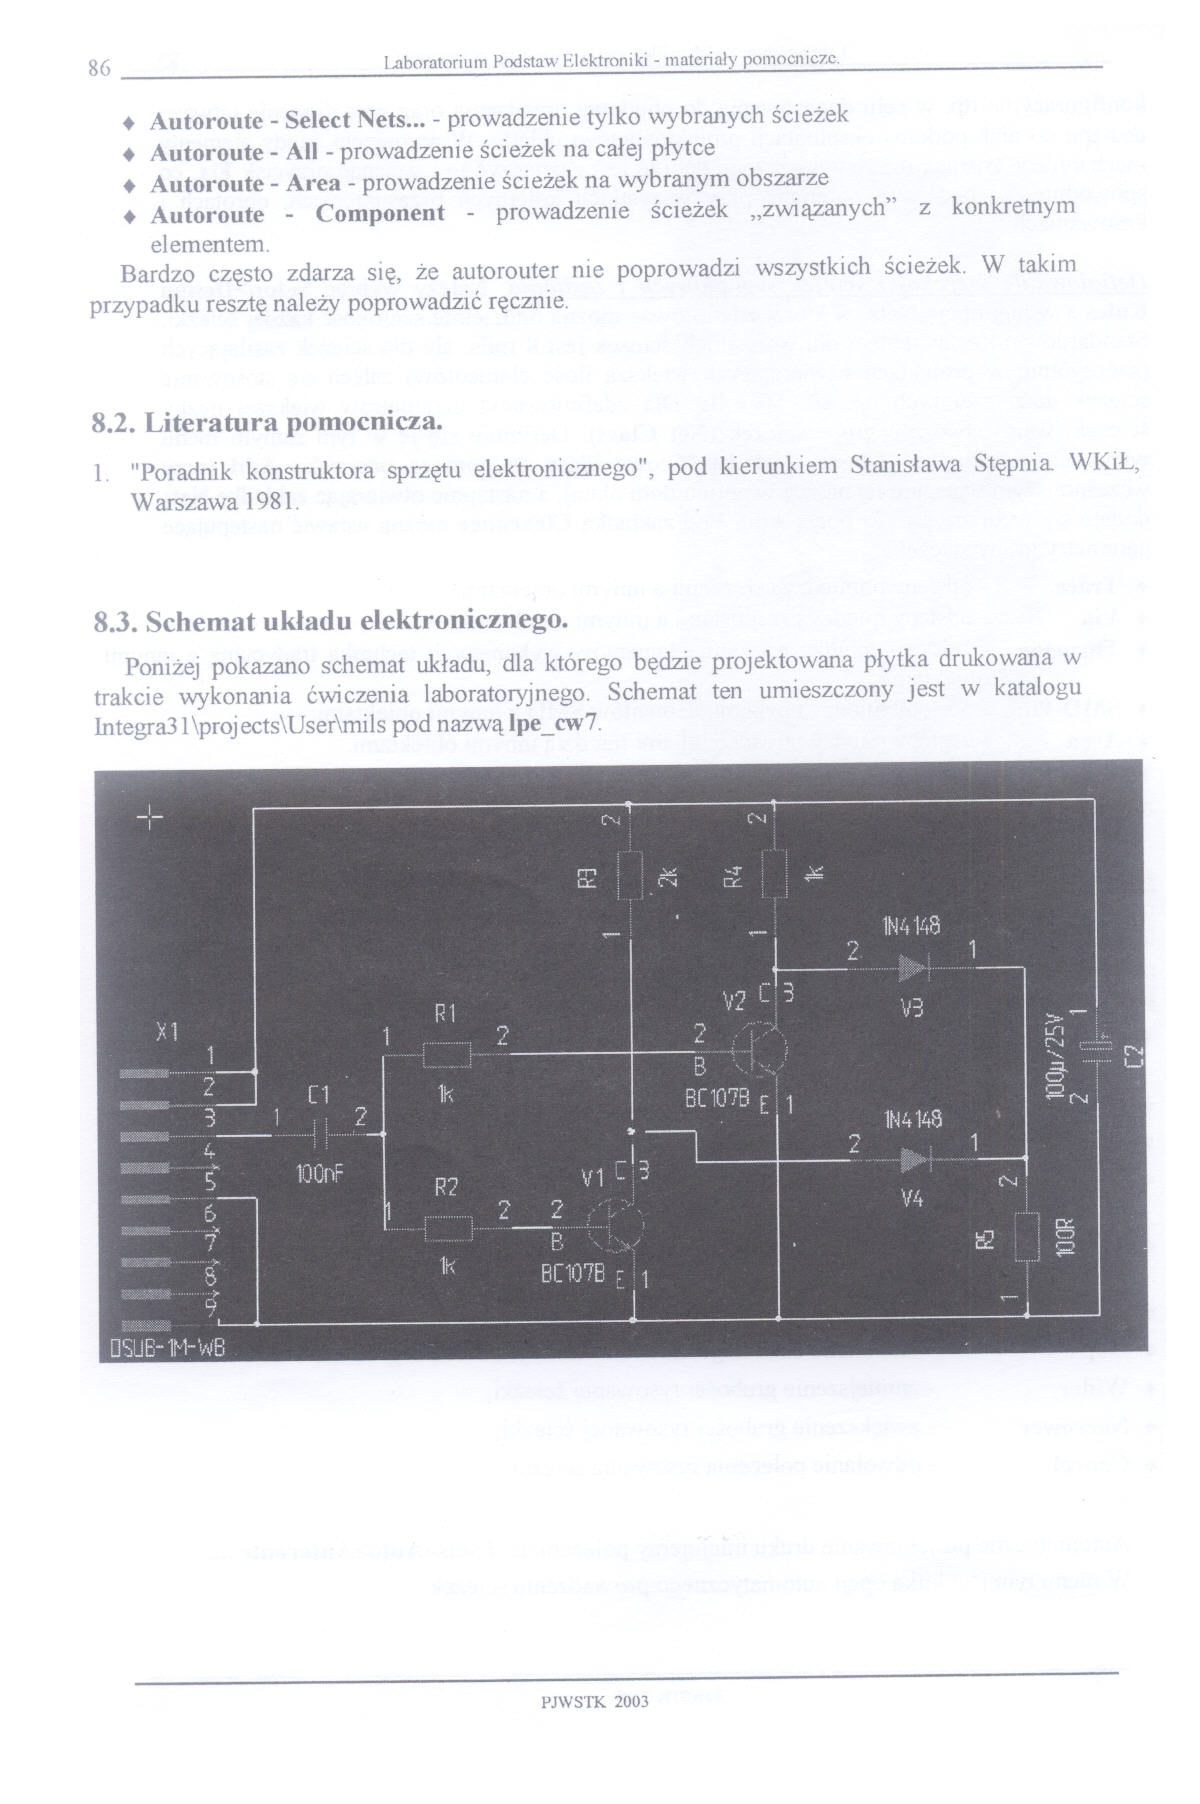 86 Laboratorium Podstaw Elektroniki - materiały pomocnicze.
♦ Autoroute - Select Nets... - prowadzenie tylko wybranych ścieżek
♦ Autoroute - All - prowadzenie ścieżek na całej płytce
♦ Autoroute - Area - prowadzenie ścieżek na wybranym obszarze
♦ Autoroute - Component - prowadzenie ścieżek „związanych” z konkretnym
elementem.
Bardzo często zdarza się, że autorouter nie poprowadzi wszystkich ścieżek. W takim
przypadku resztę należy poprowadzić ręcznie.
8.2. Literatura pomocnicza.
1. "Poradnik konstruktora sprzętu elektronicznego", pod kierunkiem Stanisława Stępnia. WKiŁ,
Warszawa 1981.
8.3. Schemat układu elektronicznego.
Poniżej pokazano schemat układu, dla którego będzie projektowana płytka drukowana w
trakcie wykonania ćwiczenia laboratoryjnego. Schemat ten umieszczony jest w katalogu
Integra31\projects\User\mils pod nazwą lpe_cw7.
2 2
R3 2k R4 1k
1 1
1N4148
2 1
V3
V2 C 3
2
B
BC107B E 1
X1
1
2
3
4
5
6
7
8
9
DSUB-1M-WB
C1
1 2
100nF
R1
1 2
1k
R2
1 2
1k
V1 C 3
2
B
BC107B E 1
1N4148
2 1
V4
2
R5 100R
1
100µ/25V 1
2 C2
PJWSTK 2003